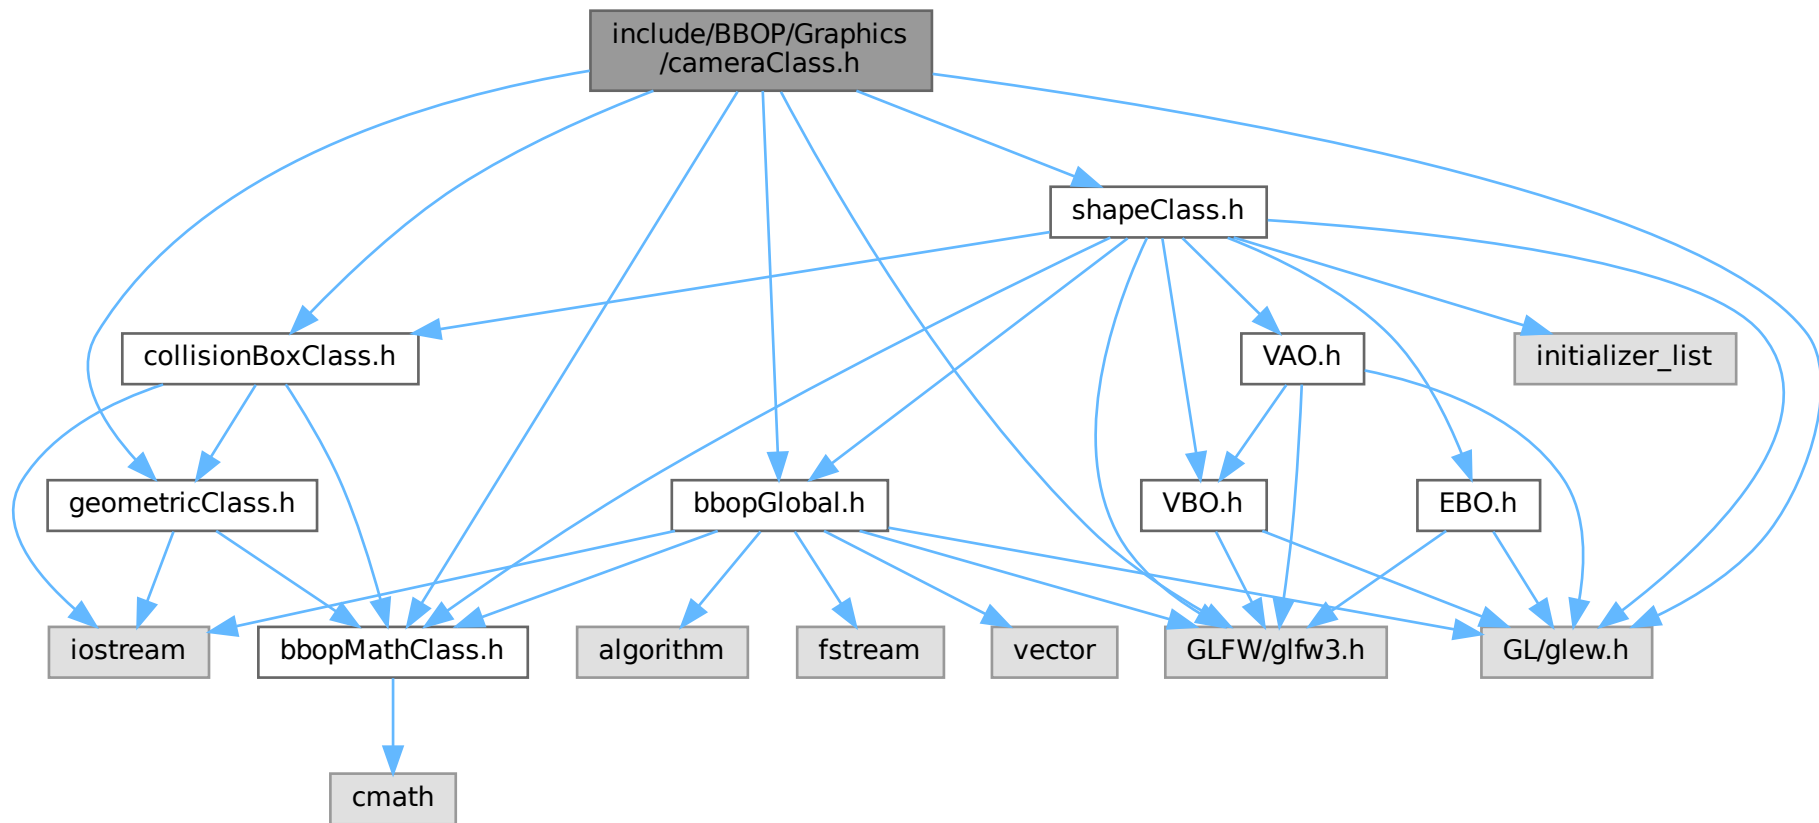 include/BBOP/Graphics
/cameraClass.h
shapeClass.h
collisionBoxClass.h
VAO.h
initializer_list
geometricClass.h
bbopGlobal.h
VBO.h
EBO.h
iostream
bbopMathClass.h
algorithm
fstream
vector
GLFW/glfw3.h
GL/glew.h
cmath